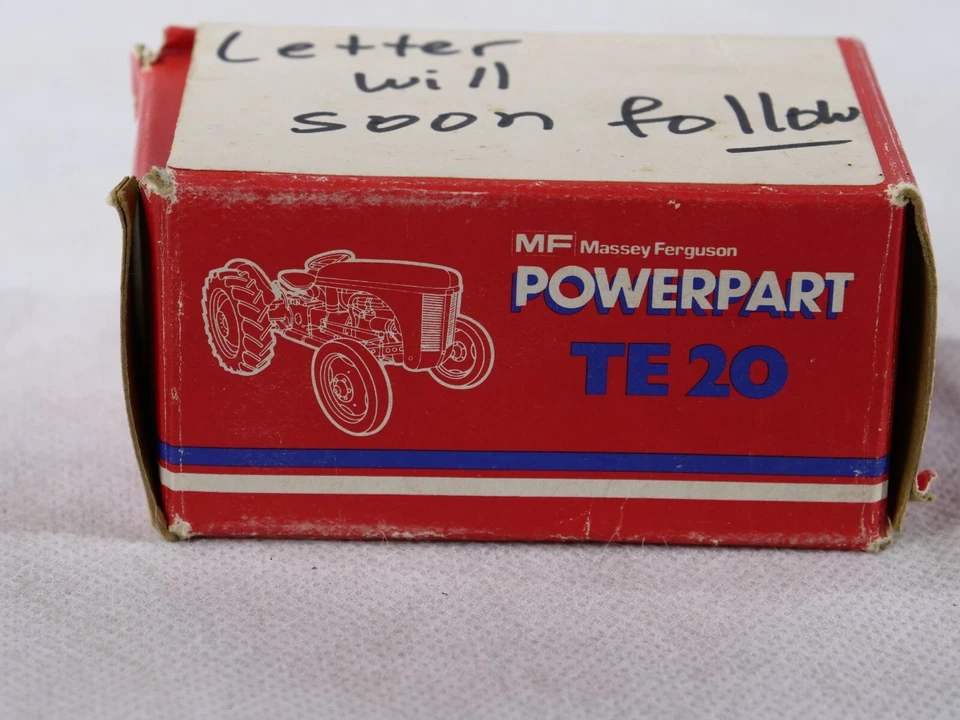 Letter
will
soon follow
MF Massey Ferguson
POWERPART
TE 20